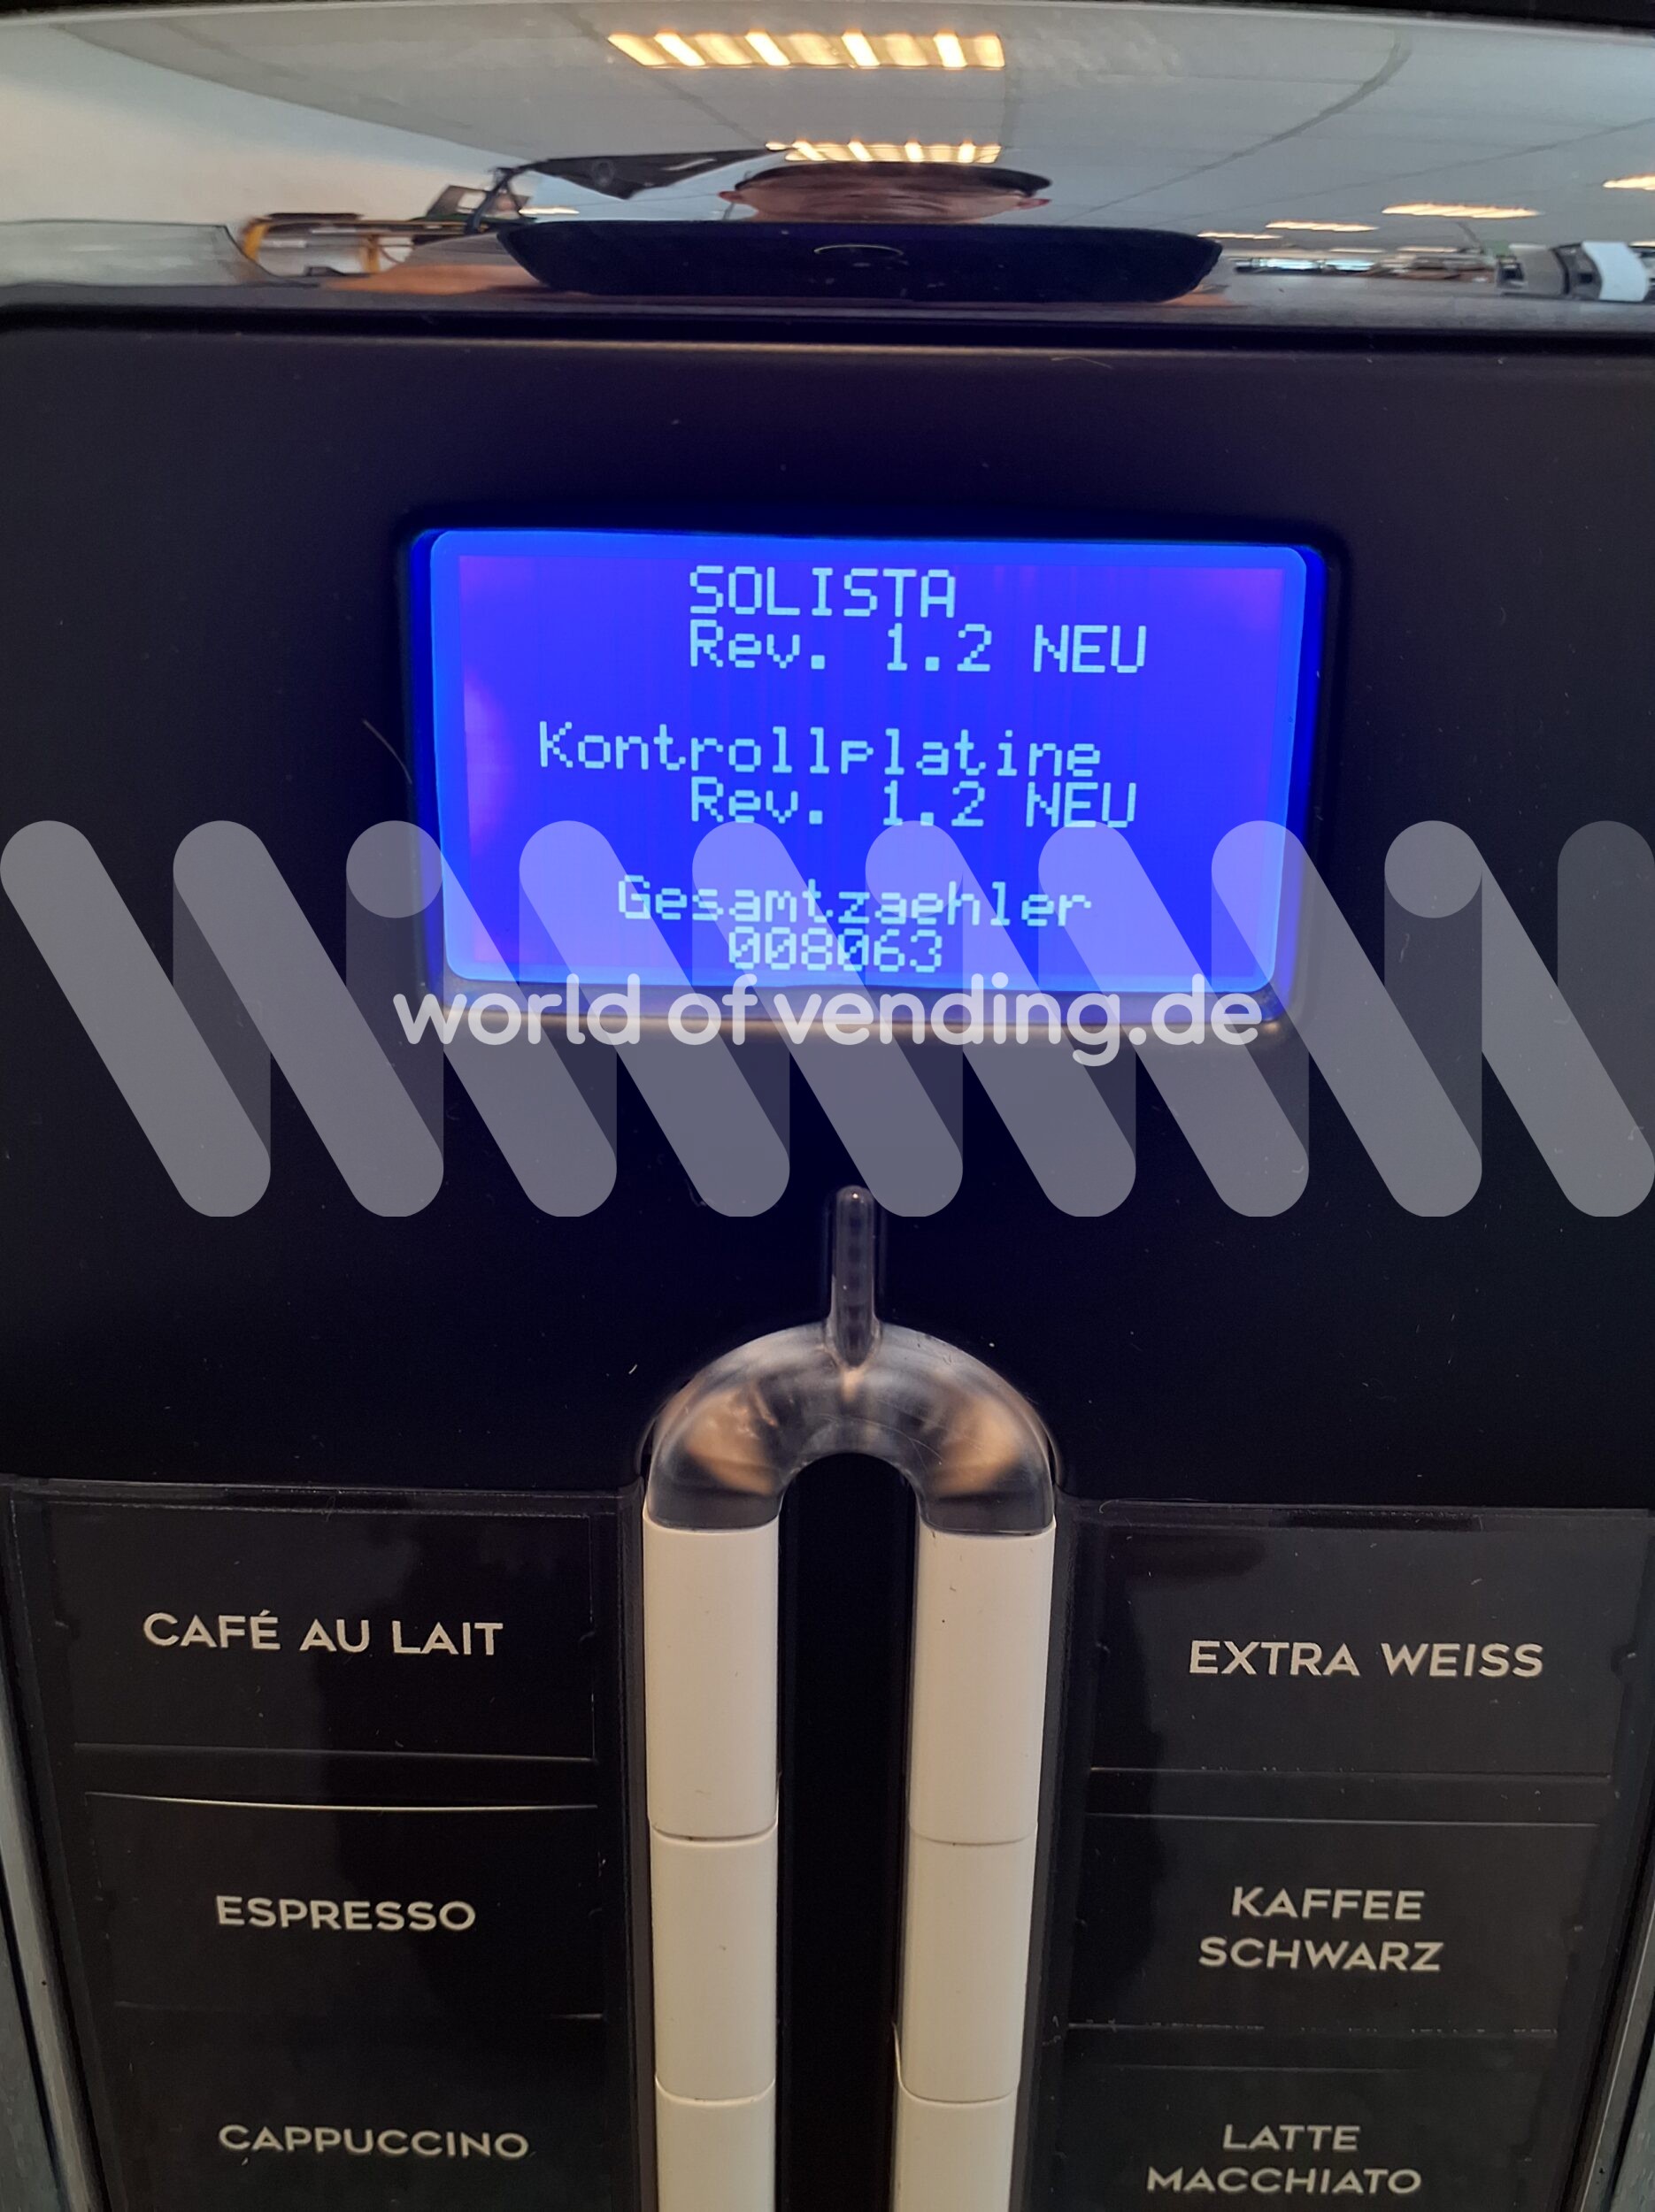 SOLISTA
Rev. 1.2 NEU
Kontrollplatine
Rev. 1.2 NEU
Gesamtzaehler
008063
world of vending.de
CAFÉ AU LAIT
EXTRA WEISS
ESPRESSO
KAFFEE
SCHWARZ
CAPPUCCINO
LATTE
MACCHIATO